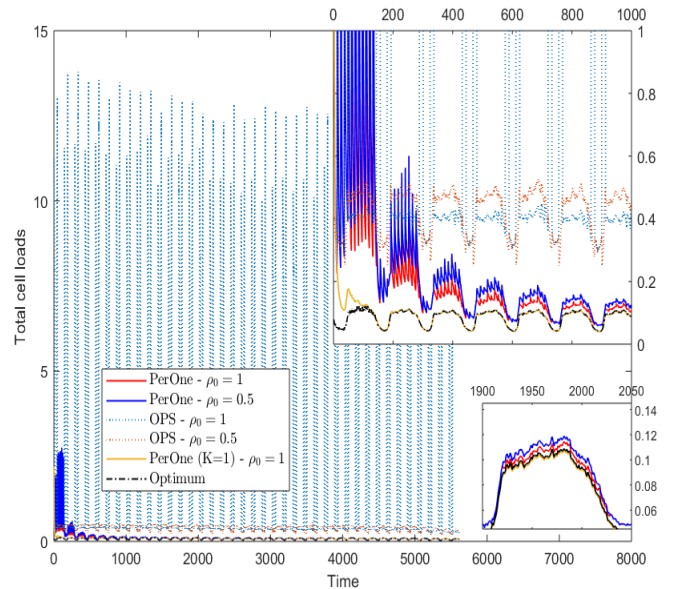 0 200 400 600 800 1000
15
1
0.8
0.6
10
0.4
0.2
0
Total cell loads
PerOne - ρ₀ = 1
PerOne - ρ₀ = 0.5
OPS - ρ₀ = 1
OPS - ρ₀ = 0.5
PerOne (K=1) - ρ₀ = 1
Optimum
5
1900 1950 2000 2050
0.14
0.12
0.1
0.08
0.06
0
0 1000 2000 3000 4000 5000 6000 7000 8000
Time